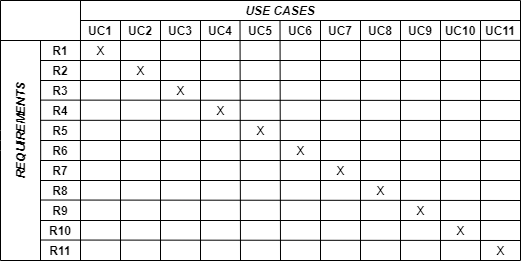 USE CASES
UC1 UC2 UC3 UC4 UC5 UC6 UC7 UC8 UC9 UC10 UC11
REQUIREMENTS
R1 X
R2 X
R3 X
R4 X
R5 X
R6 X
R7 X
R8 X
R9 X
R10 X
R11 X